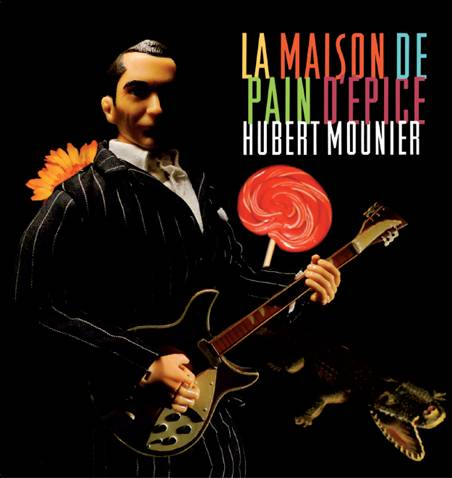 LA MAISON DE
PAIN D'EPICE
HUBERT MOUNIER